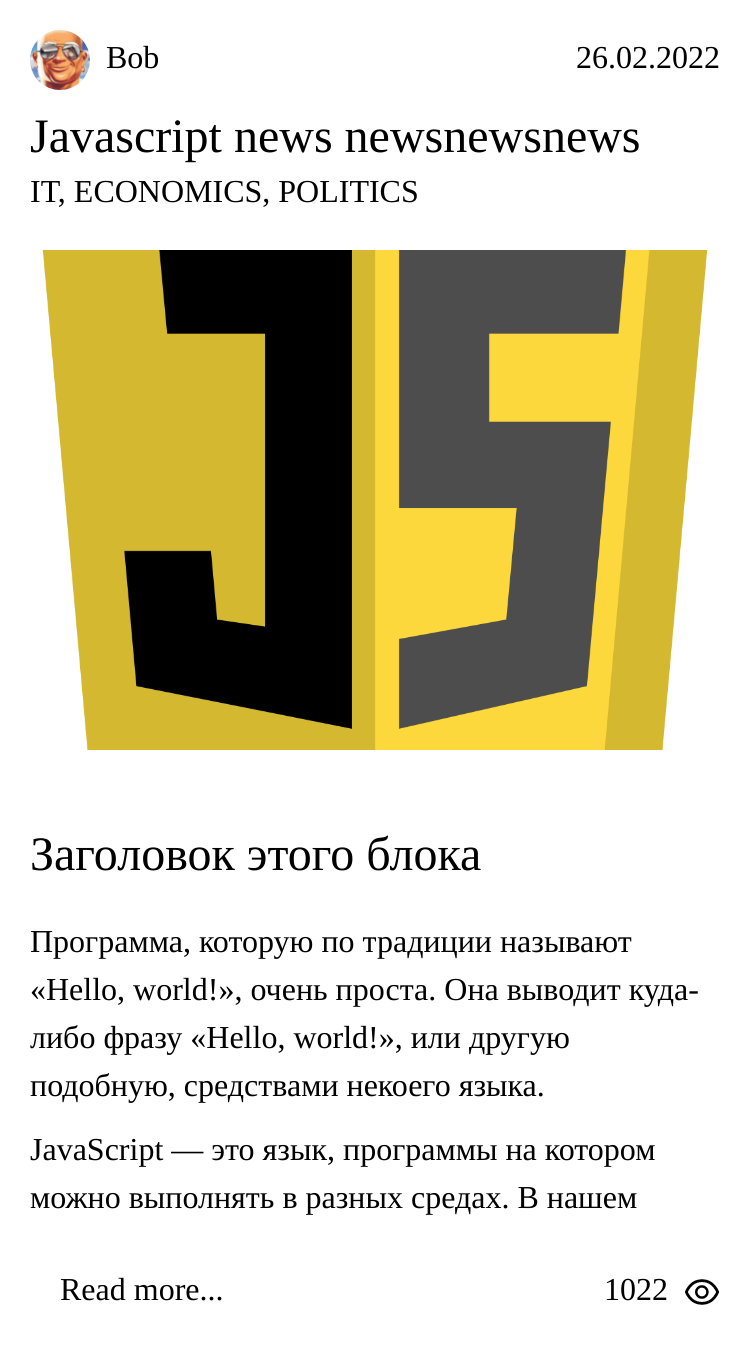 Bob 26.02.2022
Javascript news newsnewsnews
IT, ECONOMICS, POLITICS
JS
Заголовок этого блока
Программа, которую по традиции называют
«Hello, world!», очень проста. Она выводит куда-
либо фразу «Hello, world!», или другую
подобную, средствами некоего языка.
JavaScript — это язык, программы на котором
можно выполнять в разных средах. В нашем
Read more... 1022